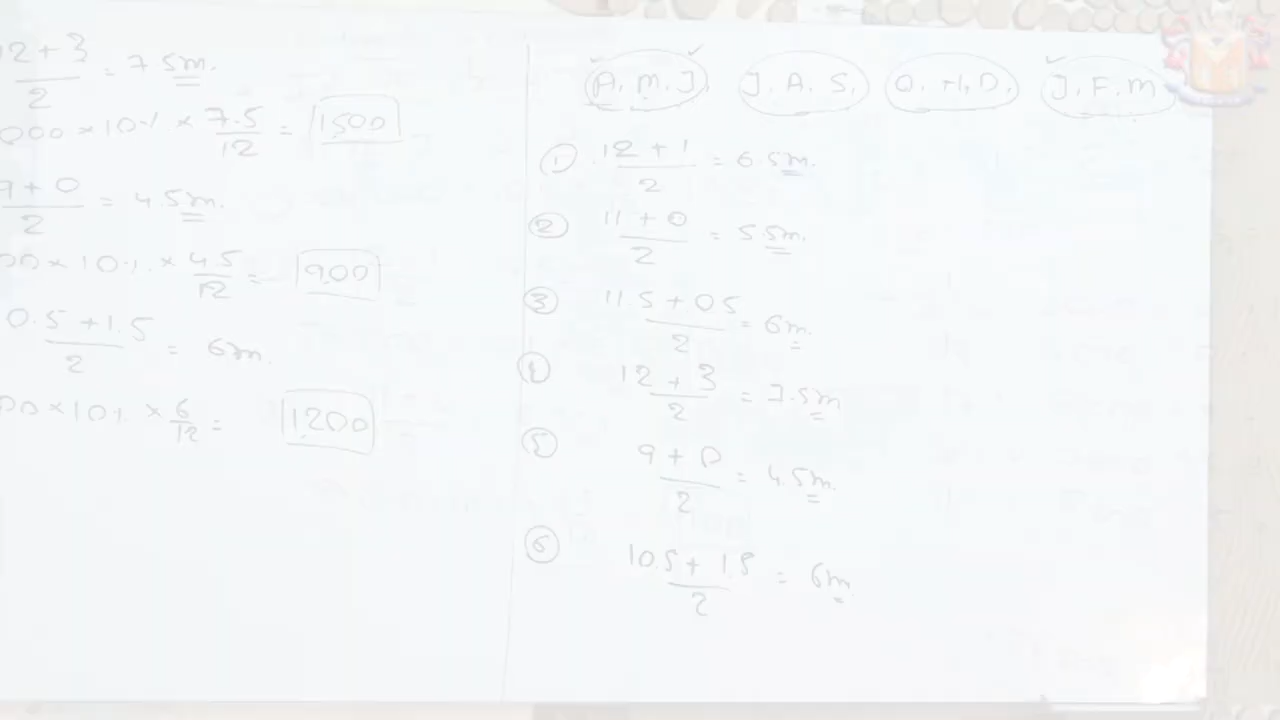 12 + 3 / 2 = 7.5m.
000 × 10% × 7.5 / 12 = 1500
9 + 0 / 2 = 4.5m.
00 × 10% × 4.5 / 12 = 900
0.5 + 1.5 / 2 = 6m.
00 × 10% × 6 / 12 = 1200
A. M. J. J. A. S. O. N. D. J. F. M
① 12 + 1 / 2 = 6.5m.
② 11 + 0 / 2 = 5.5m.
③ 11.5 + 0.5 / 2 = 6m.
④ 12 + 3 / 2 = 7.5m
⑤ 9 + 0 / 2 = 4.5m.
⑥ 10.5 + 1.5 / 2 = 6m